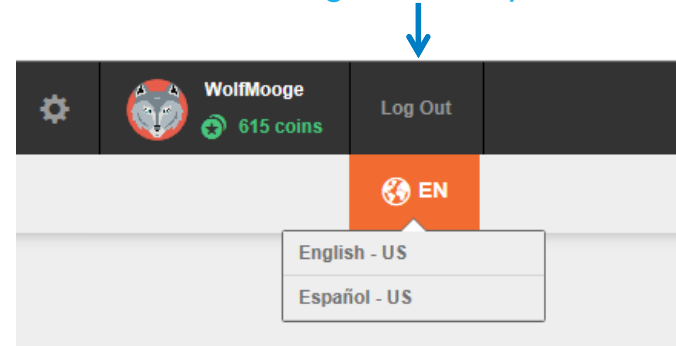 WolfMooge
615 coins
Log Out
EN
English - US
Español - US